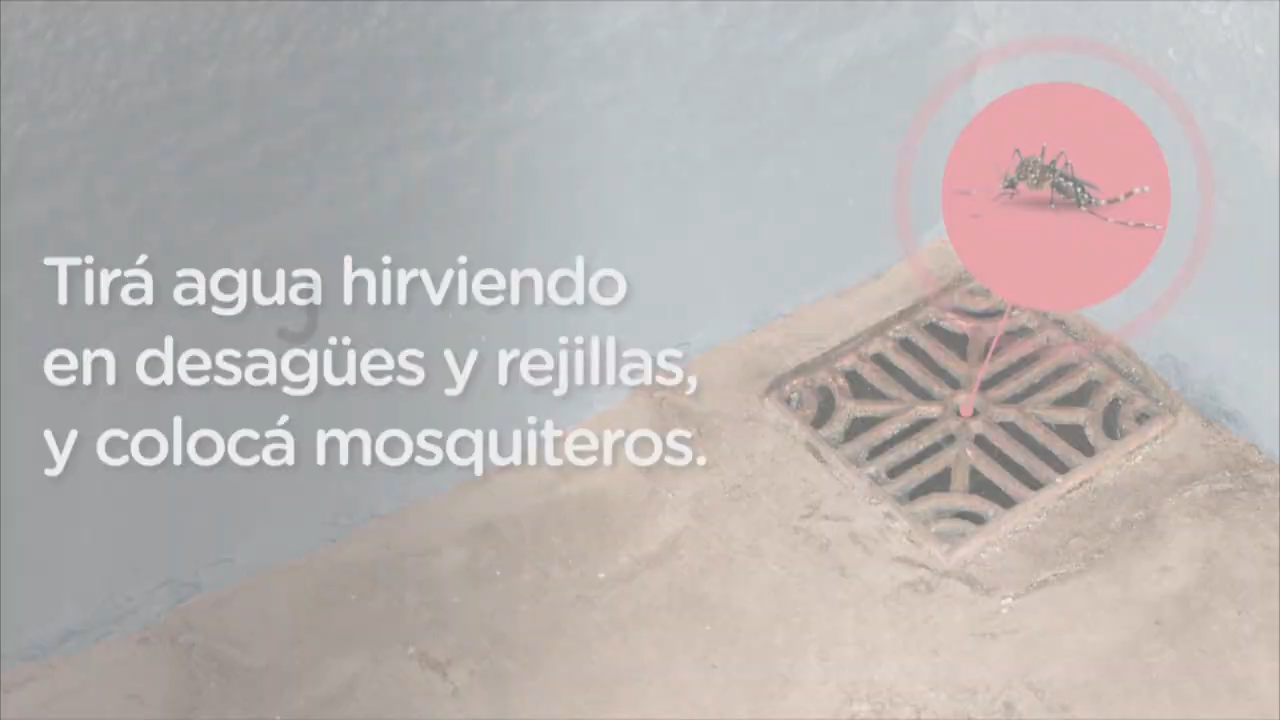 Tirá agua hirviendo
en desagües y rejillas,
y colocá mosquiteros.